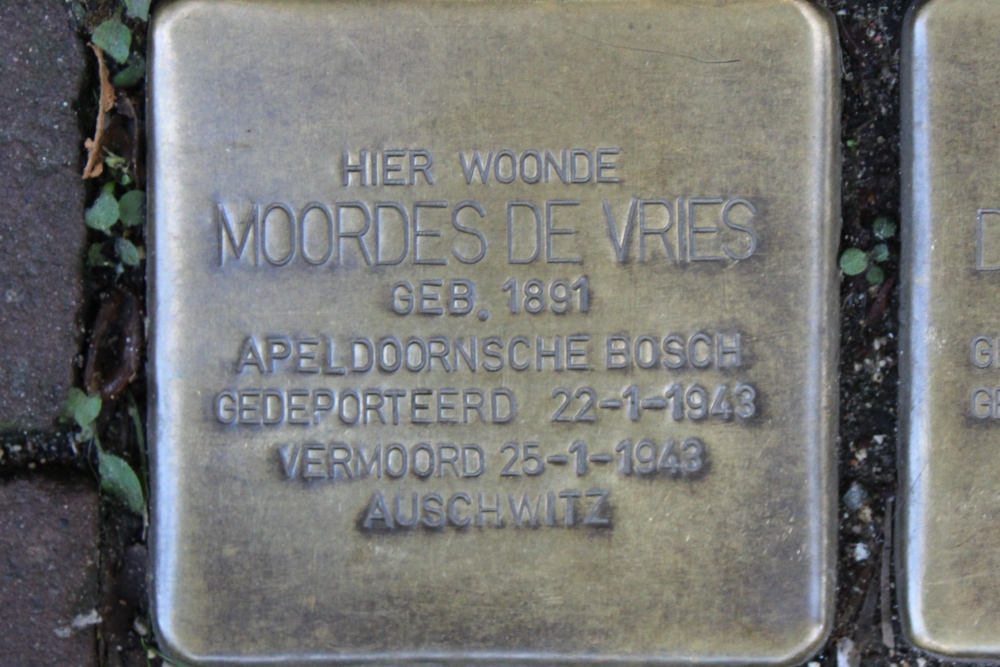 HIER WOONDE
MOORDES DE VRIES
GEB. 1891
APELDOORNSCHE BOSCH
GEDEPORTEERD 22-1-1943
VERMOORD 25-1-1943
AUSCHWITZ